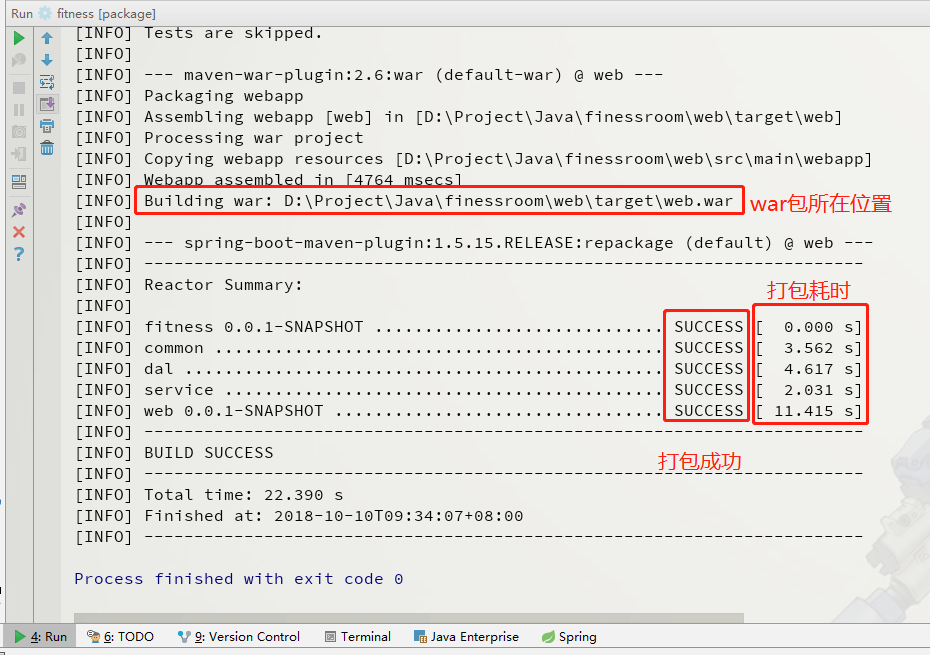 Run fitness [package]
[INFO] Tests are skipped.
[INFO]
[INFO] --- maven-war-plugin:2.6:war (default-war) @ web ---
[INFO] Packaging webapp
[INFO] Assembling webapp [web] in [D:\Project\Java\finessroom\web\target\web]
[INFO] Processing war project
[INFO] Copying webapp resources [D:\Project\Java\finessroom\web\src\main\webapp]
[INFO] Webapp assembled in [4764 msecs]
[INFO] Building war: D:\Project\Java\finessroom\web\target\web.war war包所在位置
[INFO]
[INFO] --- spring-boot-maven-plugin:1.5.15.RELEASE:repackage (default) @ web ---
[INFO] ------------------------------------------------------------------------
[INFO] Reactor Summary:
打包耗时
[INFO]
[INFO] fitness 0.0.1-SNAPSHOT ............................. SUCCESS [  0.000 s]
[INFO] common ............................................. SUCCESS [  3.562 s]
[INFO] dal ................................................ SUCCESS [  4.617 s]
[INFO] service ............................................ SUCCESS [  2.031 s]
[INFO] web 0.0.1-SNAPSHOT ................................. SUCCESS [ 11.415 s]
[INFO] ------------------------------------------------------------------------
[INFO] BUILD SUCCESS
打包成功
[INFO] ------------------------------------------------------------------------
[INFO] Total time: 22.390 s
[INFO] Finished at: 2018-10-10T09:34:07+08:00
[INFO] ------------------------------------------------------------------------
Process finished with exit code 0
4: Run 6: TODO 9: Version Control Terminal Java Enterprise Spring